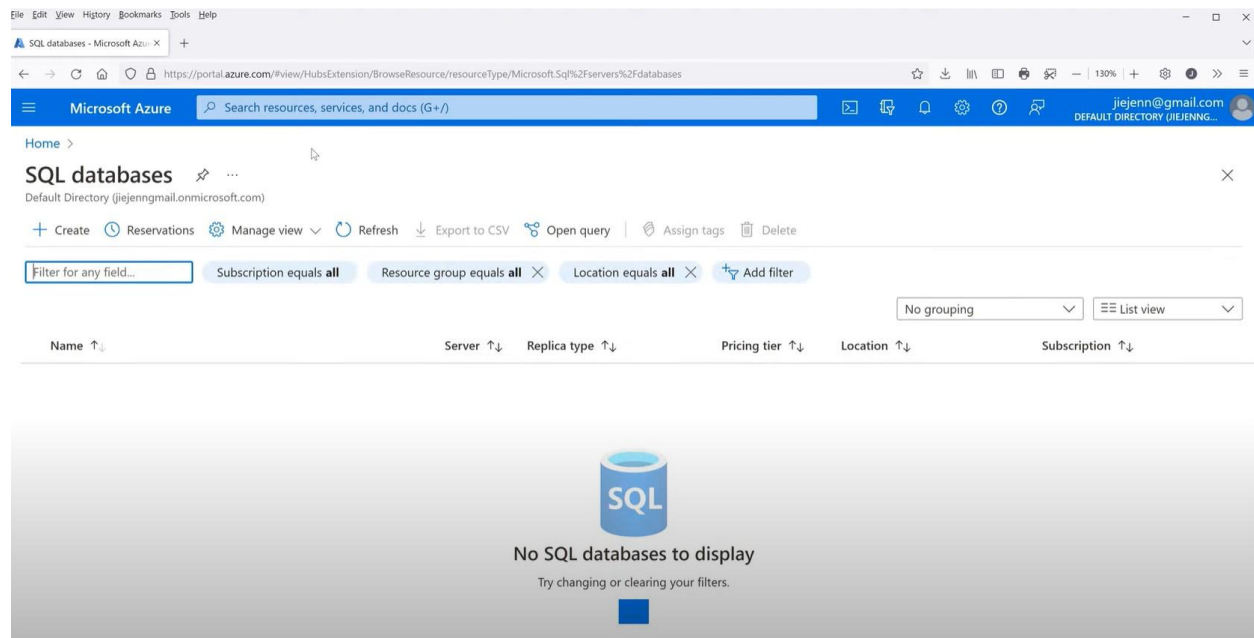 File Edit View History Bookmarks Tools Help
SQL databases - Microsoft Azu
https://portal.azure.com/#view/HubsExtension/BrowseResource/resourceType/Microsoft.Sql%2Fservers%2Fdatabases
130%
Microsoft Azure
Search resources, services, and docs (G+/)
jiejenn@gmail.com
DEFAULT DIRECTORY (JIEJENNG...
Home >
SQL databases ...
Default Directory (jiejenngmail.onmicrosoft.com)
Create Reservations Manage view Refresh Export to CSV Open query Assign tags Delete
Filter for any field... Subscription equals all Resource group equals all Location equals all Add filter
No grouping List view
Name Server Replica type Pricing tier Location Subscription
SQL
No SQL databases to display
Try changing or clearing your filters.